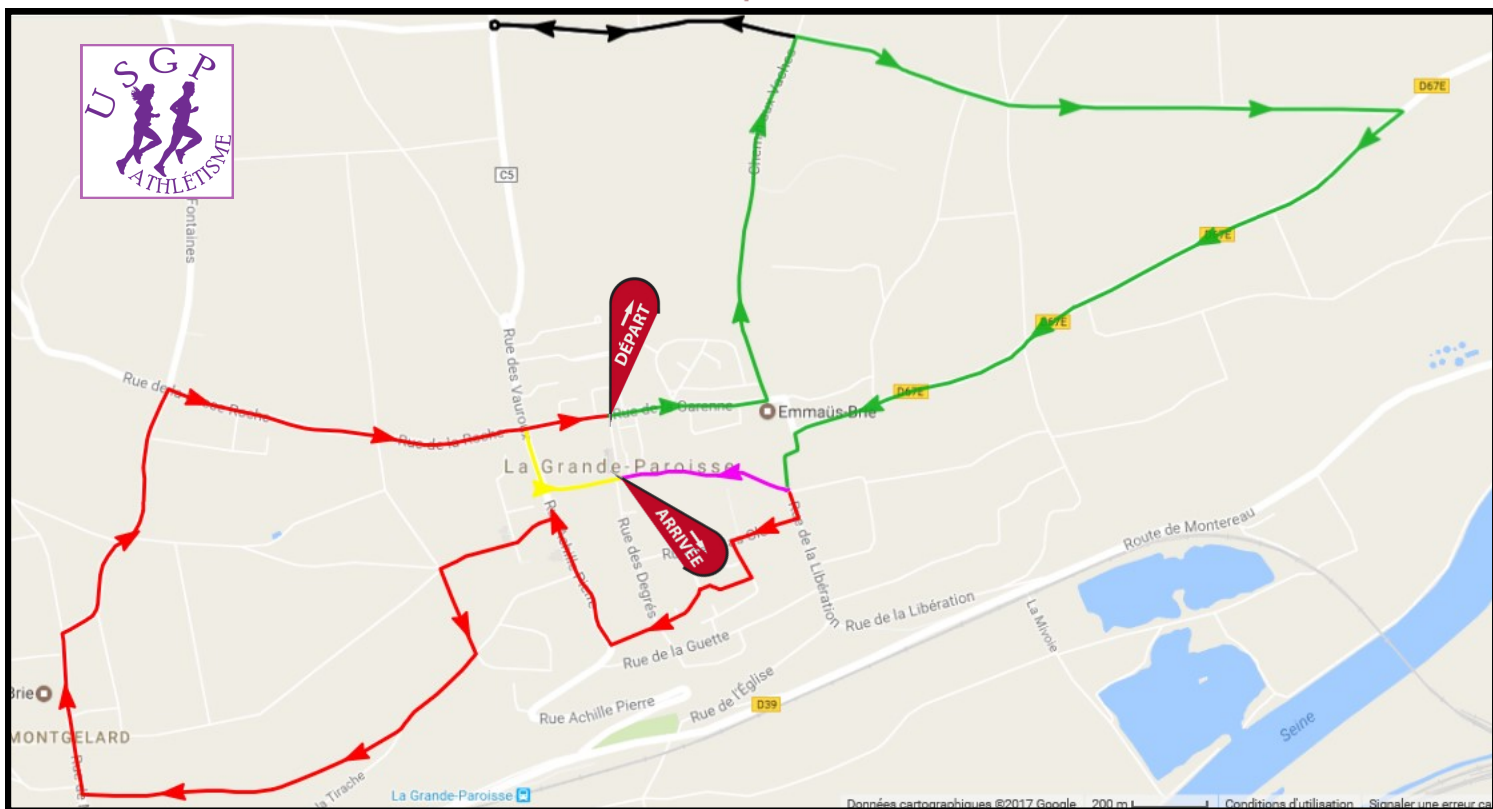 USGP
ATHLÉTISME
D67E
C5
Fontaines
D67E
DÉPART
Rue des Vauroux
D67E
Rue de la
Roche
Rue de
Garenne
D67E
Emmaüs-Brie
Rue de la Roche
La Grande-Paroisse
ARRIVÉE
Rue des Degrés
Rue de la Libération
Route de Montereau
Rue de la Libération
La Mivoie
Rue de la Guette
Brie
Rue de l'Église
Rue Achille Pierre
D39
Seine
MONTGELARD
la Tirache
La Grande-Paroisse
Données cartographiques ©2017 Google
200 m
Conditions d'utilisation
Signaler une erreur ca